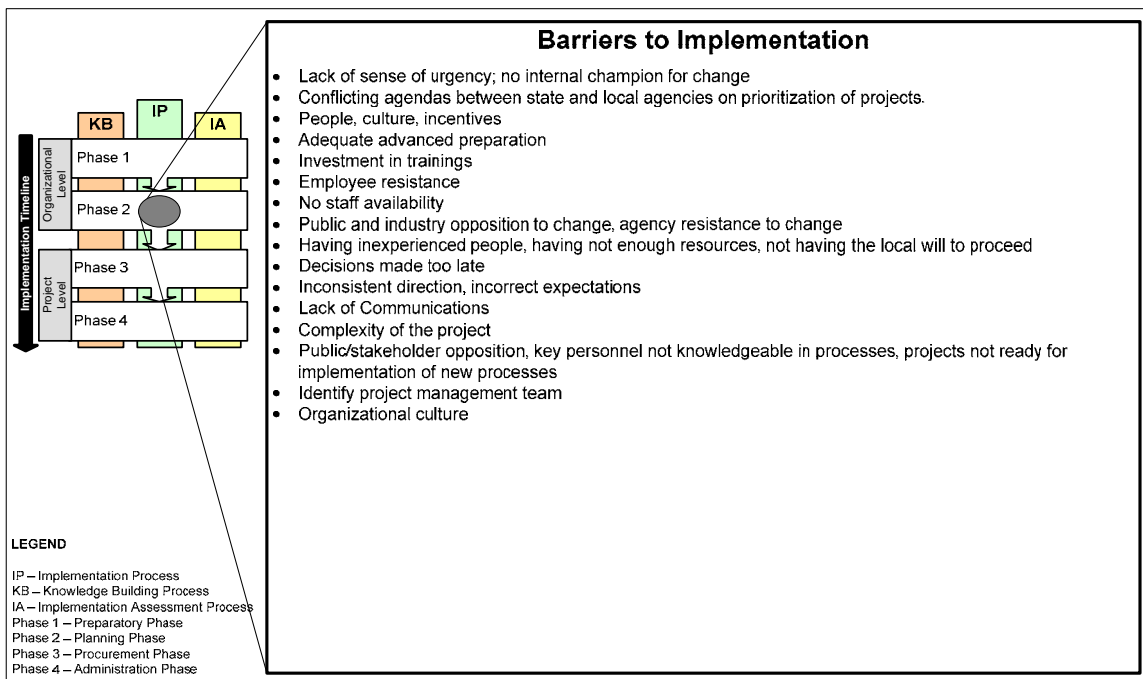 Barriers to Implementation
• Lack of sense of urgency; no internal champion for change
• Conflicting agendas between state and local agencies on prioritization of projects.
• People, culture, incentives
• Adequate advanced preparation
• Investment in trainings
• Employee resistance
• No staff availability
• Public and industry opposition to change, agency resistance to change
• Having inexperienced people, having not enough resources, not having the local will to proceed
• Decisions made too late
• Inconsistent direction, incorrect expectations
• Lack of Communications
• Complexity of the project
• Public/stakeholder opposition, key personnel not knowledgeable in processes, projects not ready for
implementation of new processes
• Identify project management team
• Organizational culture
KB
IP
IA
Implementation Timeline
Organizational
Level
Phase 1
Phase 2
Project
Level
Phase 3
Phase 4
LEGEND
IP – Implementation Process
KB – Knowledge Building Process
IA – Implementation Assessment Process
Phase 1 – Preparatory Phase
Phase 2 – Planning Phase
Phase 3 – Procurement Phase
Phase 4 – Administration Phase